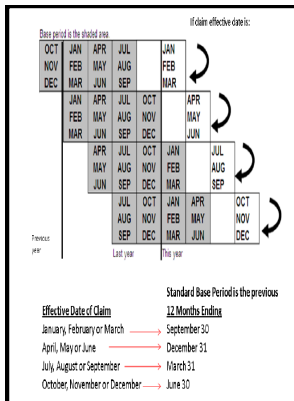 If claim effective date is:
Base period is the shaded area
OCT JAN APR JUL JAN
NOV FEB MAY AUG FEB
DEC MAR JUN SEP MAR
JAN APR JUL OCT APR
FEB MAY AUG NOV MAY
MAR JUN SEP DEC JUN
APR JUL OCT JAN JUL
MAY AUG NOV FEB AUG
JUN SEP DEC MAR SEP
JUL OCT JAN APR OCT
AUG NOV FEB MAY NOV
SEP DEC MAR JUN DEC
Previous
year
Last year This year
Standard Base Period is the previous
Effective Date of Claim 12 Months Ending
January, February or March September 30
April, May or June December 31
July, August or September March 31
October, November or December June 30